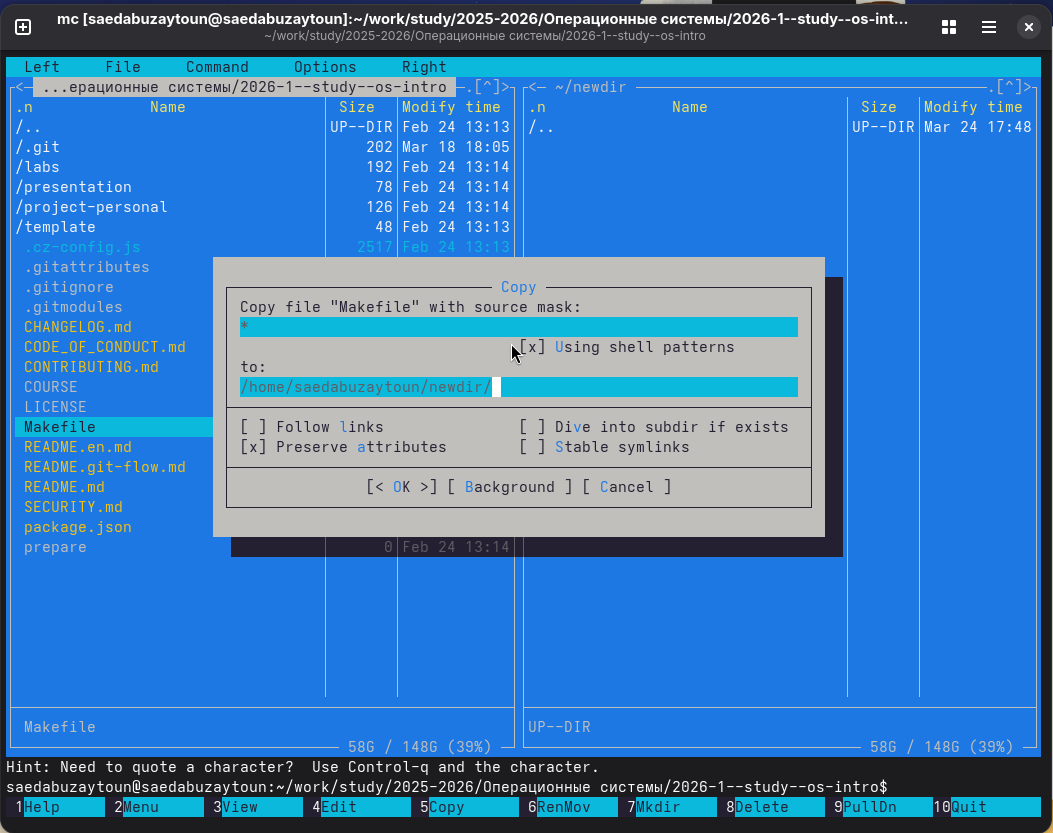 mc [saedabuzaytoun@saedabuzaytoun]:~/work/study/2025-2026/Операционные системы/2026-1--study--os-int...
~/work/study/2025-2026/Операционные системы/2026-1--study--os-intro
Left File Command Options Right
<— ...ерационные системы/2026-1--study--os-intro —.[^]> <— ~/newdir —.[^]>
.n Name Size Modify time .n Name Size Modify time
/.. UP--DIR Feb 24 13:13 /.. UP--DIR Mar 24 17:48
/.git 202 Mar 18 18:05
/labs 192 Feb 24 13:14
/presentation 78 Feb 24 13:14
/project-personal 126 Feb 24 13:14
/template 48 Feb 24 13:13
.cz-config.js 2517 Feb 24 13:13
.gitattributes
.gitignore
.gitmodules
CHANGELOG.md
CODE_OF_CONDUCT.md
CONTRIBUTING.md
COURSE
LICENSE
Makefile
README.en.md
README.git-flow.md
README.md
SECURITY.md
package.json
prepare 0 Feb 24 13:14
Copy
Copy file "Makefile" with source mask:
*
[x] Using shell patterns
to:
/home/saedabuzaytoun/newdir/
[ ] Follow links [ ] Dive into subdir if exists
[x] Preserve attributes [ ] Stable symlinks
[< OK >] [ Background ] [ Cancel ]
Makefile UP--DIR
58G / 148G (39%) 58G / 148G (39%)
Hint: Need to quote a character?  Use Control-q and the character.
saedabuzaytoun@saedabuzaytoun:~/work/study/2025-2026/Операционные системы/2026-1--study--os-intro$
1Help 2Menu 3View 4Edit 5Copy 6RenMov 7Mkdir 8Delete 9PullDn 10Quit